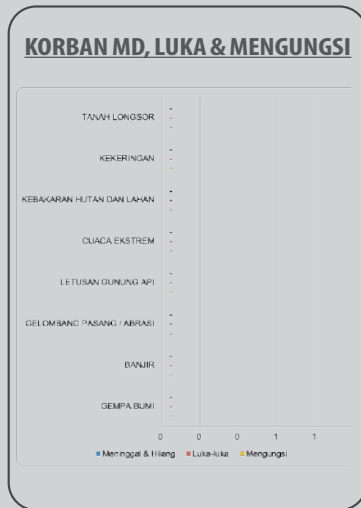 KORBAN MD, LUKA & MENGUNGSI
TANAH LONGSOR
-
-
-
KEKERINGAN
-
-
-
KEBAKARAN HUTAN DAN LAHAN
-
-
-
CUACA EKSTREM
-
-
-
LETUSAN GUNUNG API
-
-
-
GELOMBANG PASANG / ABRASI
-
-
-
BANJIR
-
-
-
GEMPA BUMI
-
-
-
0 0 0 1 1
Meninggal & Hilang Luka-luka Mengungsi